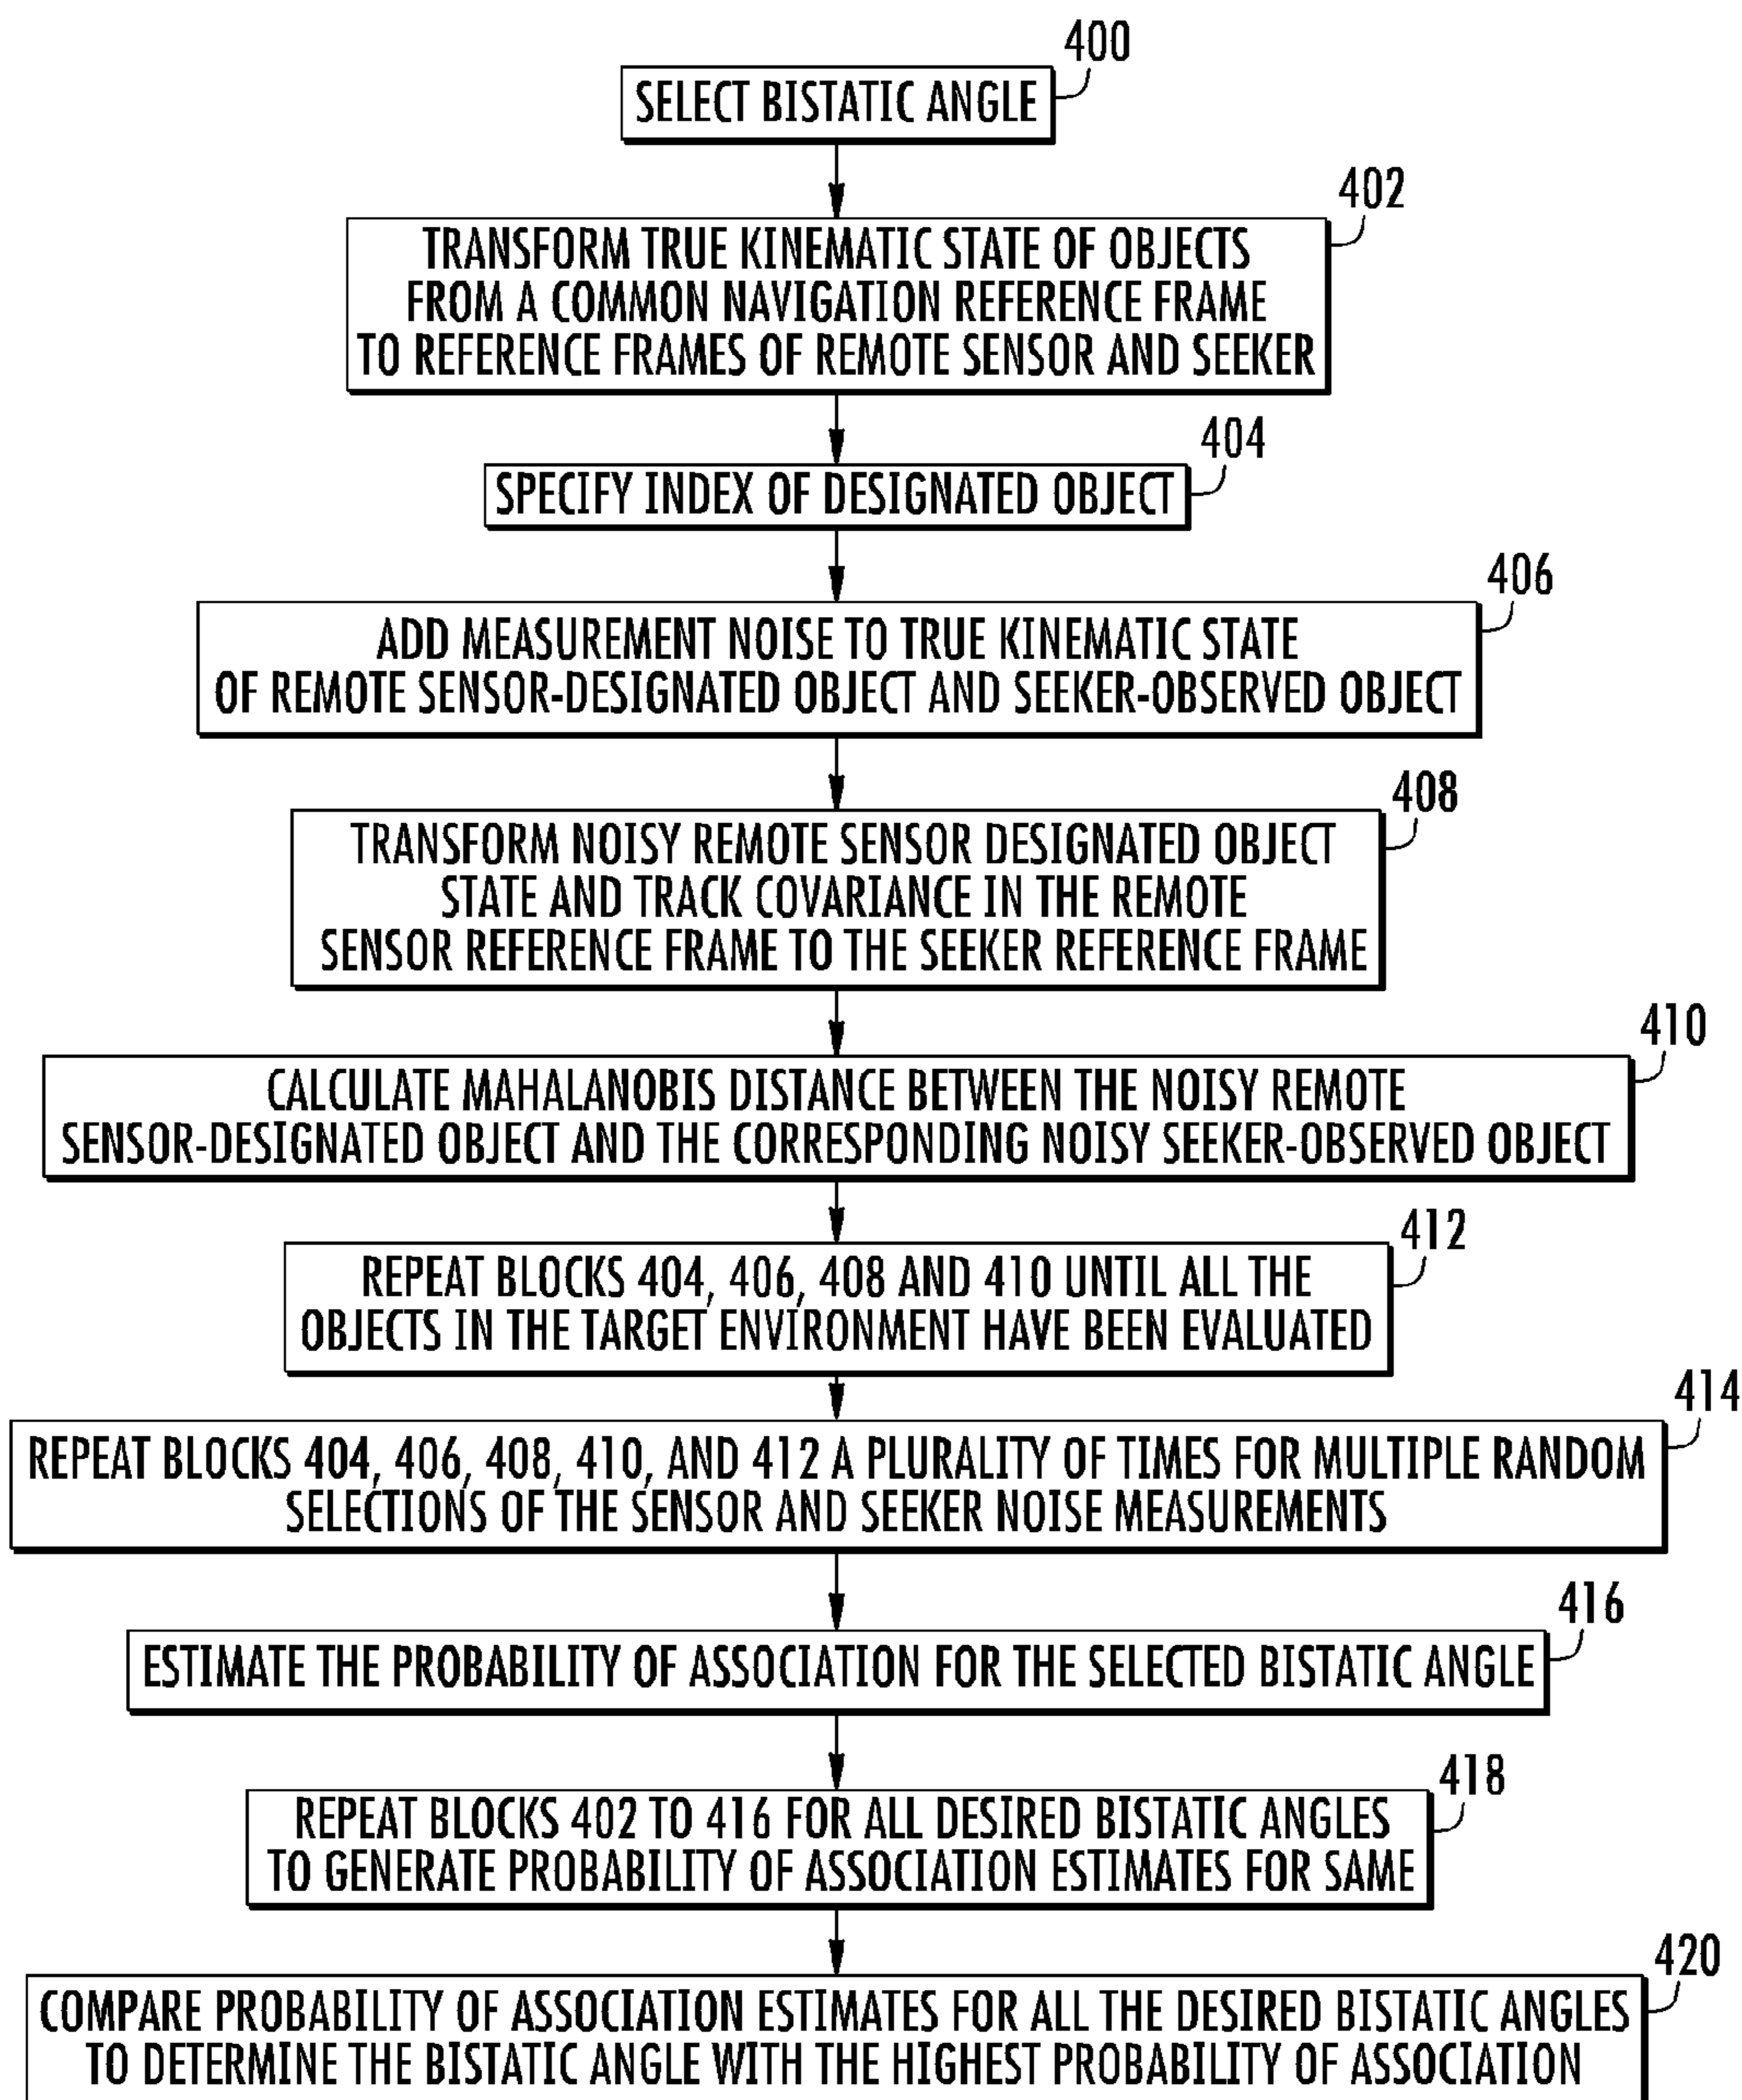 400
SELECT BISTATIC ANGLE
402
TRANSFORM TRUE KINEMATIC STATE OF OBJECTS
FROM A COMMON NAVIGATION REFERENCE FRAME
TO REFERENCE FRAMES OF REMOTE SENSOR AND SEEKER
404
SPECIFY INDEX OF DESIGNATED OBJECT
406
ADD MEASUREMENT NOISE TO TRUE KINEMATIC STATE
OF REMOTE SENSOR-DESIGNATED OBJECT AND SEEKER-OBSERVED OBJECT
408
TRANSFORM NOISY REMOTE SENSOR DESIGNATED OBJECT
STATE AND TRACK COVARIANCE IN THE REMOTE
SENSOR REFERENCE FRAME TO THE SEEKER REFERENCE FRAME
410
CALCULATE MAHALANOBIS DISTANCE BETWEEN THE NOISY REMOTE
SENSOR-DESIGNATED OBJECT AND THE CORRESPONDING NOISY SEEKER-OBSERVED OBJECT
412
REPEAT BLOCKS 404, 406, 408 AND 410 UNTIL ALL THE
OBJECTS IN THE TARGET ENVIRONMENT HAVE BEEN EVALUATED
414
REPEAT BLOCKS 404, 406, 408, 410, AND 412 A PLURALITY OF TIMES FOR MULTIPLE RANDOM
SELECTIONS OF THE SENSOR AND SEEKER NOISE MEASUREMENTS
416
ESTIMATE THE PROBABILITY OF ASSOCIATION FOR THE SELECTED BISTATIC ANGLE
418
REPEAT BLOCKS 402 TO 416 FOR ALL DESIRED BISTATIC ANGLES
TO GENERATE PROBABILITY OF ASSOCIATION ESTIMATES FOR SAME
420
COMPARE PROBABILITY OF ASSOCIATION ESTIMATES FOR ALL THE DESIRED BISTATIC ANGLES
TO DETERMINE THE BISTATIC ANGLE WITH THE HIGHEST PROBABILITY OF ASSOCIATION